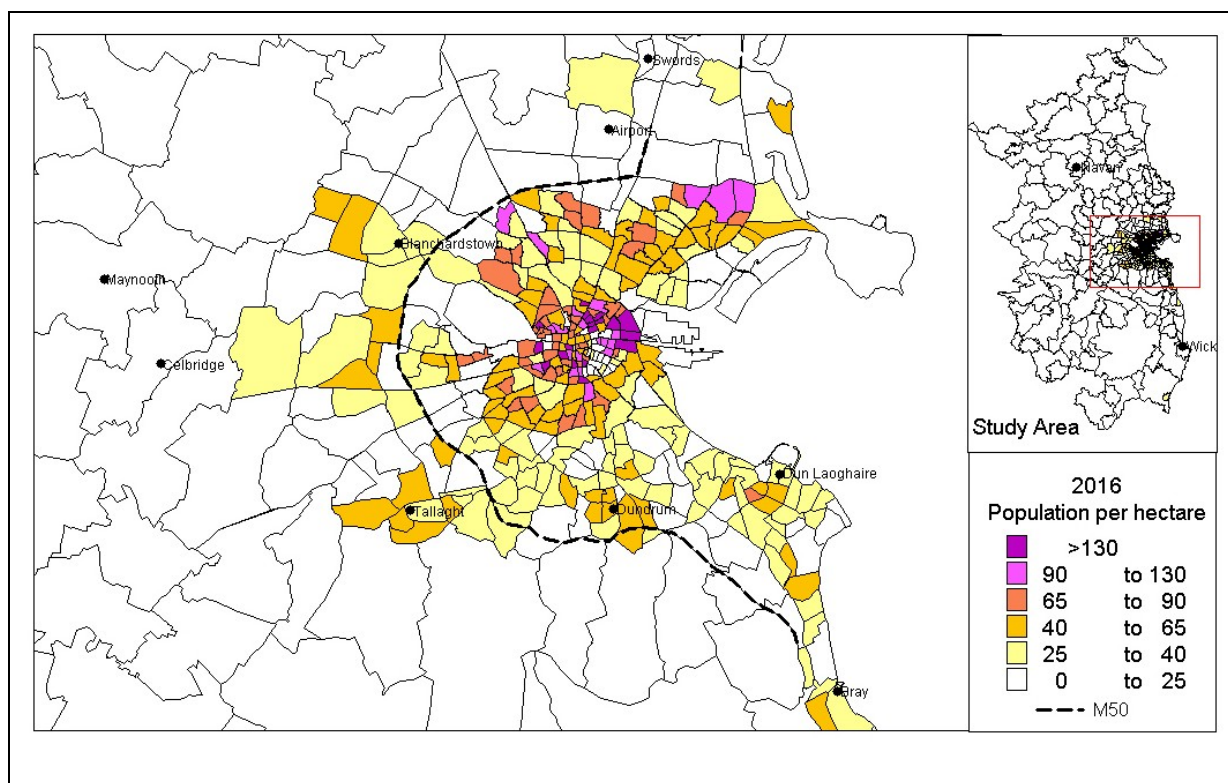 Swords
Airport
Blanchardstown
Maynooth
Celbridge
Dun Laoghaire
Tallaght
Dundrum
Bray
Navan
Wick
Study Area
2016
Population per hectare
>130
90 to 130
65 to 90
40 to 65
25 to 40
0 to 25
M50